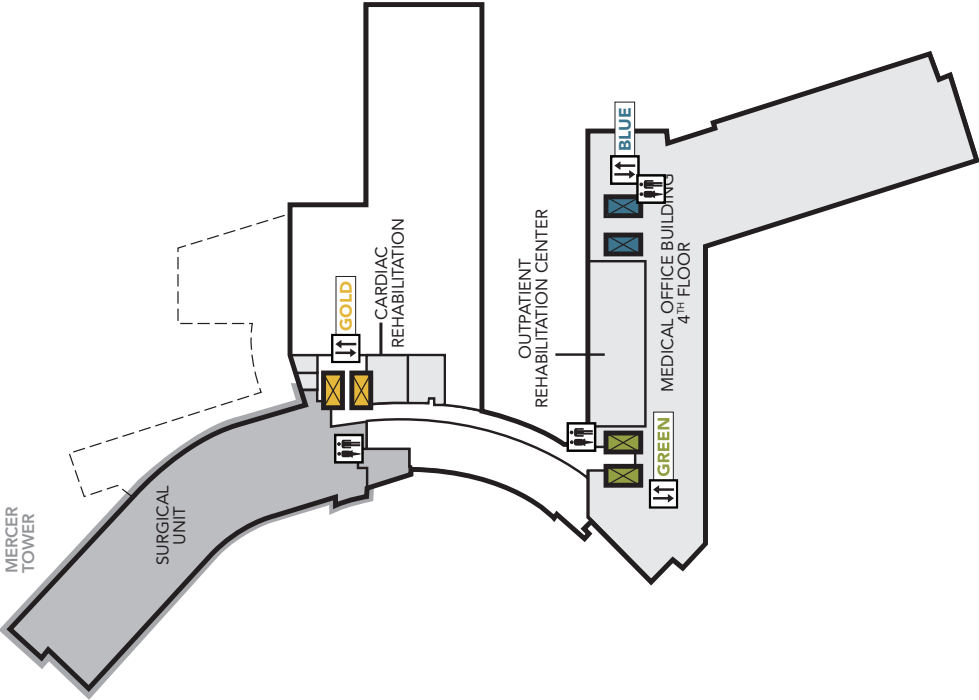 MERCER
TOWER
SURGICAL
UNIT
GOLD
CARDIAC
REHABILITATION
OUTPATIENT
REHABILITATION CENTER
BLUE
MEDICAL OFFICE BUILDING
4TH FLOOR
GREEN